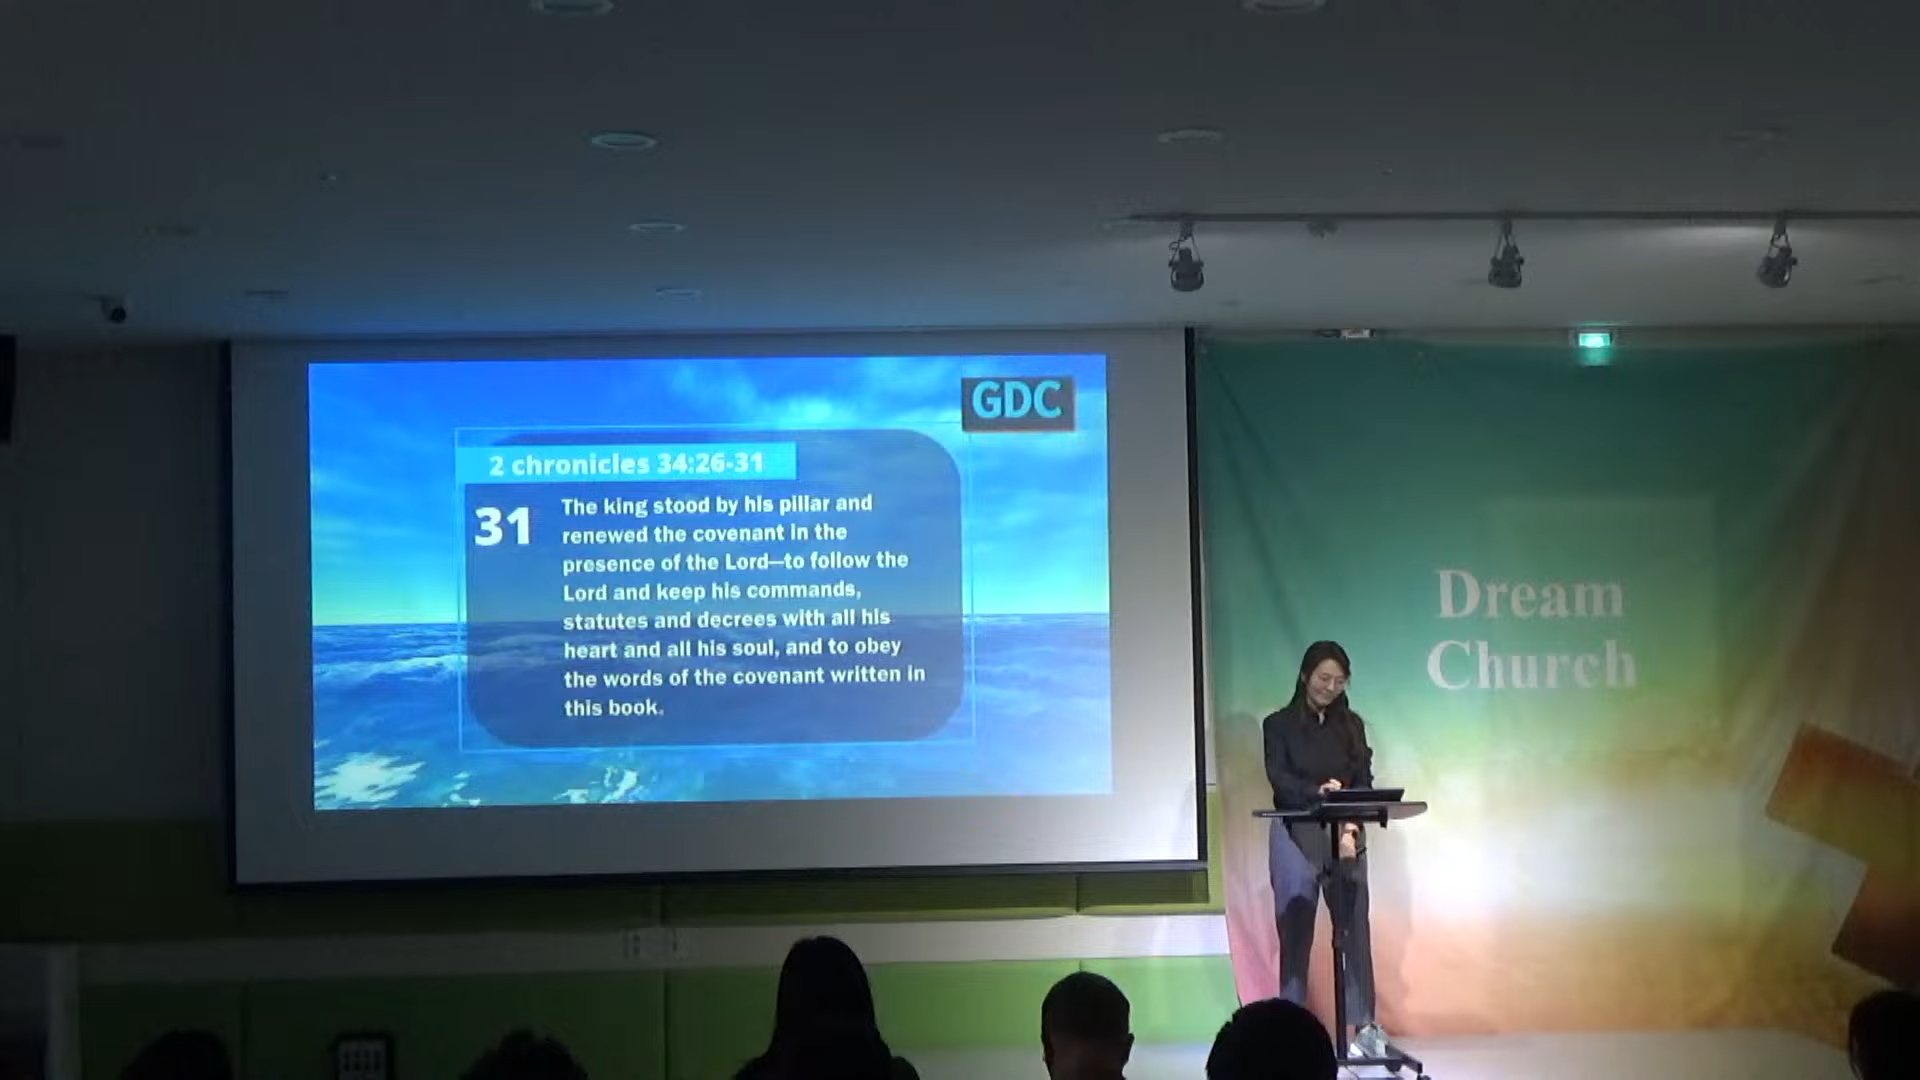 GDC
2 chronicles 34:26-31
31
The king stood by his pillar and
renewed the covenant in the
presence of the Lord—to follow the
Lord and keep his commands,
statutes and decrees with all his
heart and all his soul, and to obey
the words of the covenant written in
this book.
Dream
Church